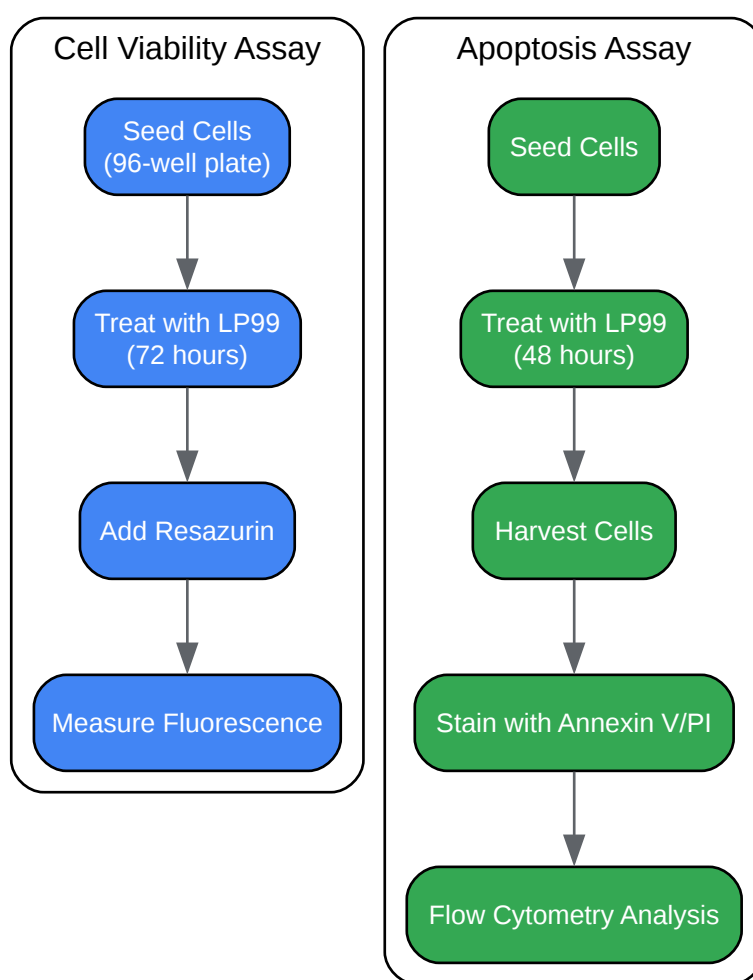 Cell Viability Assay
Seed Cells
(96-well plate)
Treat with LP99
(72 hours)
Add Resazurin
Measure Fluorescence
Apoptosis Assay
Seed Cells
Treat with LP99
(48 hours)
Harvest Cells
Stain with Annexin V/PI
Flow Cytometry Analysis